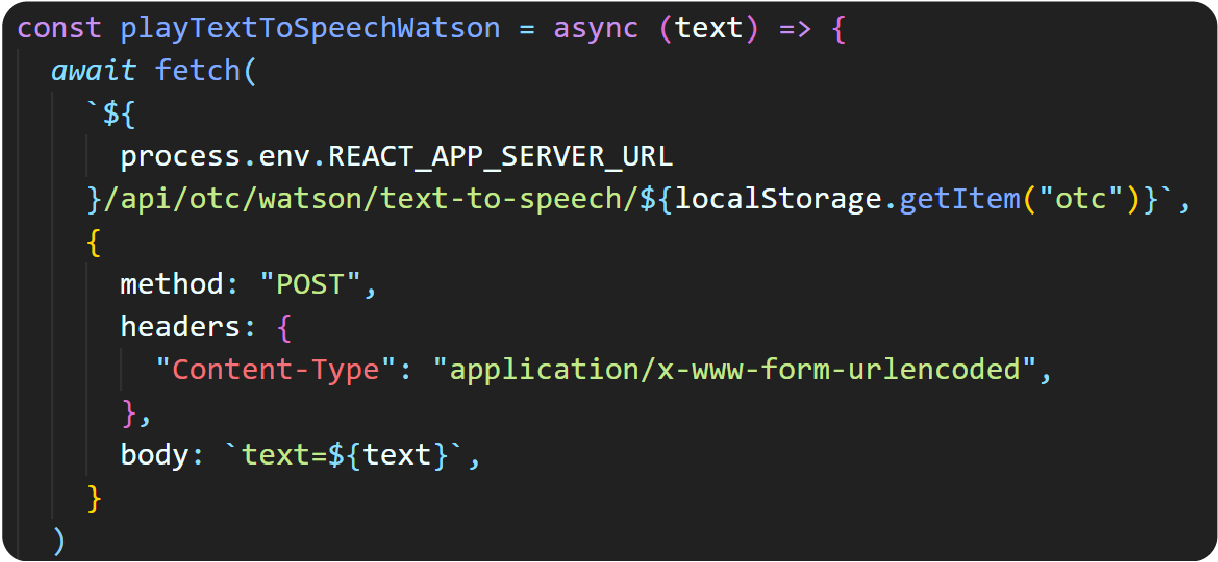 const playTextToSpeechWatson = async (text) => {
  await fetch(
    `${
      process.env.REACT_APP_SERVER_URL
    }/api/otc/watson/text-to-speech/${localStorage.getItem("otc")}`,
    {
      method: "POST",
      headers: {
        "Content-Type": "application/x-www-form-urlencoded",
      },
      body: `text=${text}`,
    }
  )